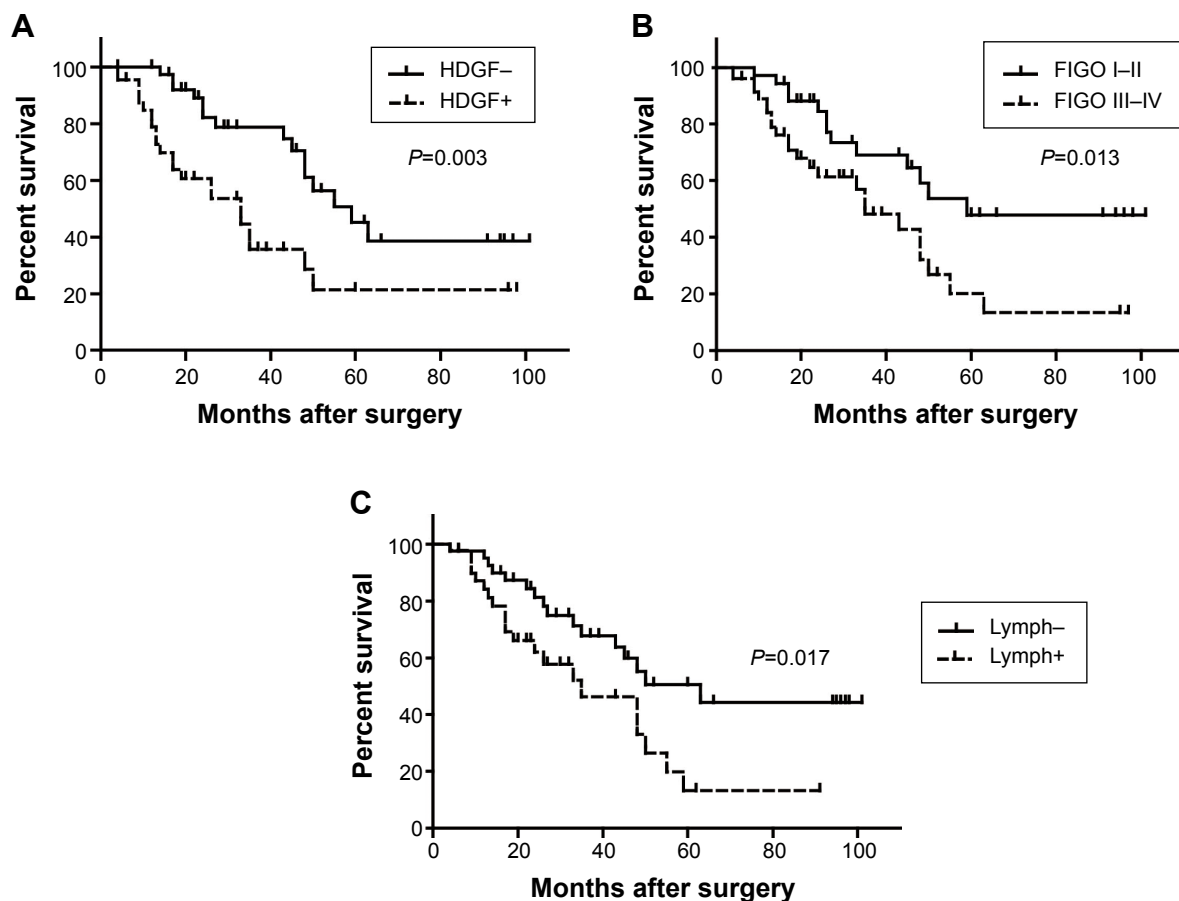 A
HDGF–
HDGF+
P=0.003
Percent survival
100
80
60
40
20
0
0 20 40 60 80 100
Months after surgery
B
FIGO I–II
FIGO III–IV
P=0.013
Percent survival
100
80
60
40
20
0
0 20 40 60 80 100
Months after surgery
C
Lymph–
Lymph+
P=0.017
Percent survival
100
80
60
40
20
0
0 20 40 60 80 100
Months after surgery